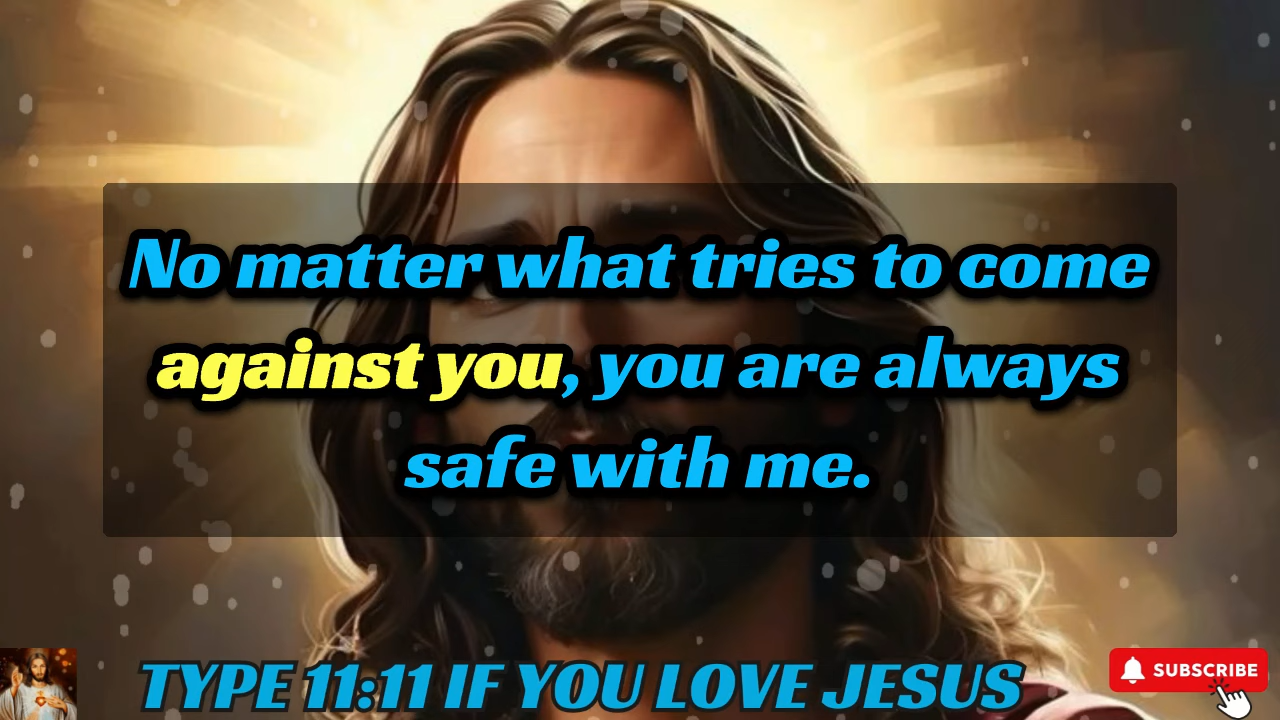 No matter what tries to come
against you, you are always
safe with me.
TYPE 11:11 IF YOU LOVE JESUS
SUBSCRIBE